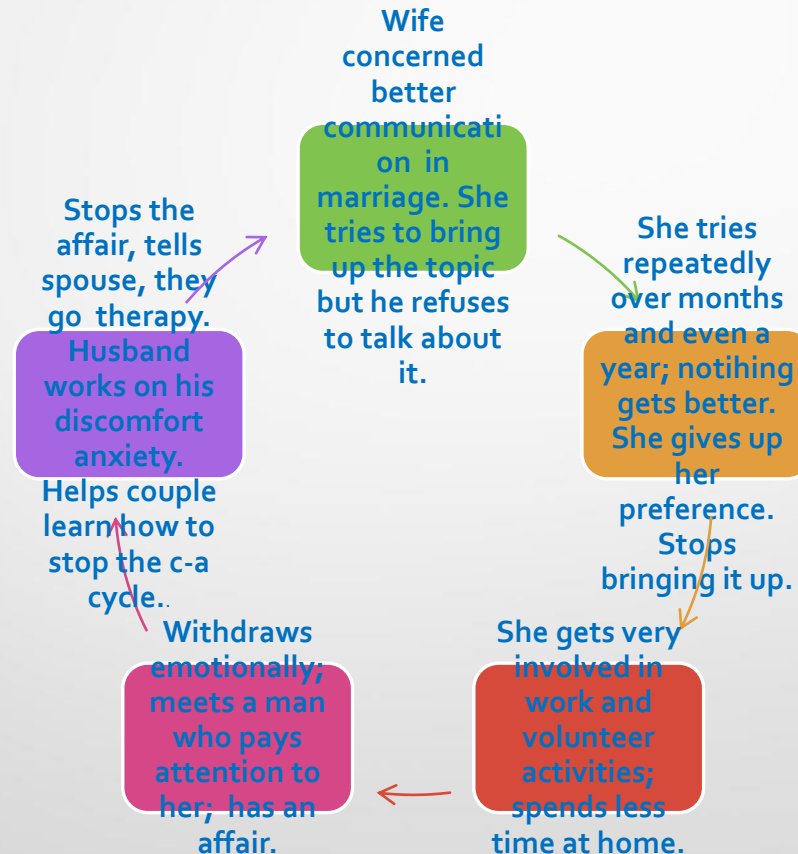 Wife
concerned
better
communicati
on in
marriage. She
tries to bring
up the topic
but he refuses
to talk about
it.
She tries
repeatedly
over months
and even a
year; notihing
gets better.
She gives up
her
preference.
Stops
bringing it up.
She gets very
involved in
work and
volunteer
activities;
spends less
time at home.
Withdraws
emotionally;
meets a man
who pays
attention to
her; has an
affair.
Stops the
affair, tells
spouse, they
go therapy.
Husband
works on his
discomfort
anxiety.
Helps couple
learn how to
stop the c-a
cycle..